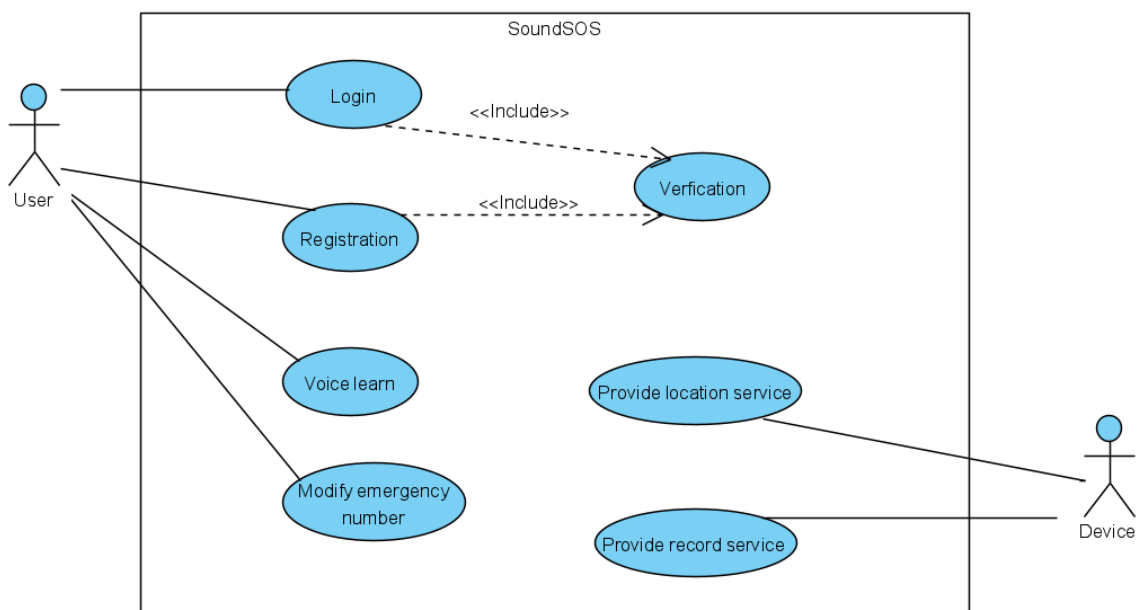 SoundSOS
Login
<<Include>>
User
Verfication
Registration
<<Include>>
Voice learn
Provide location service
Modify emergency
number
Provide record service
Device